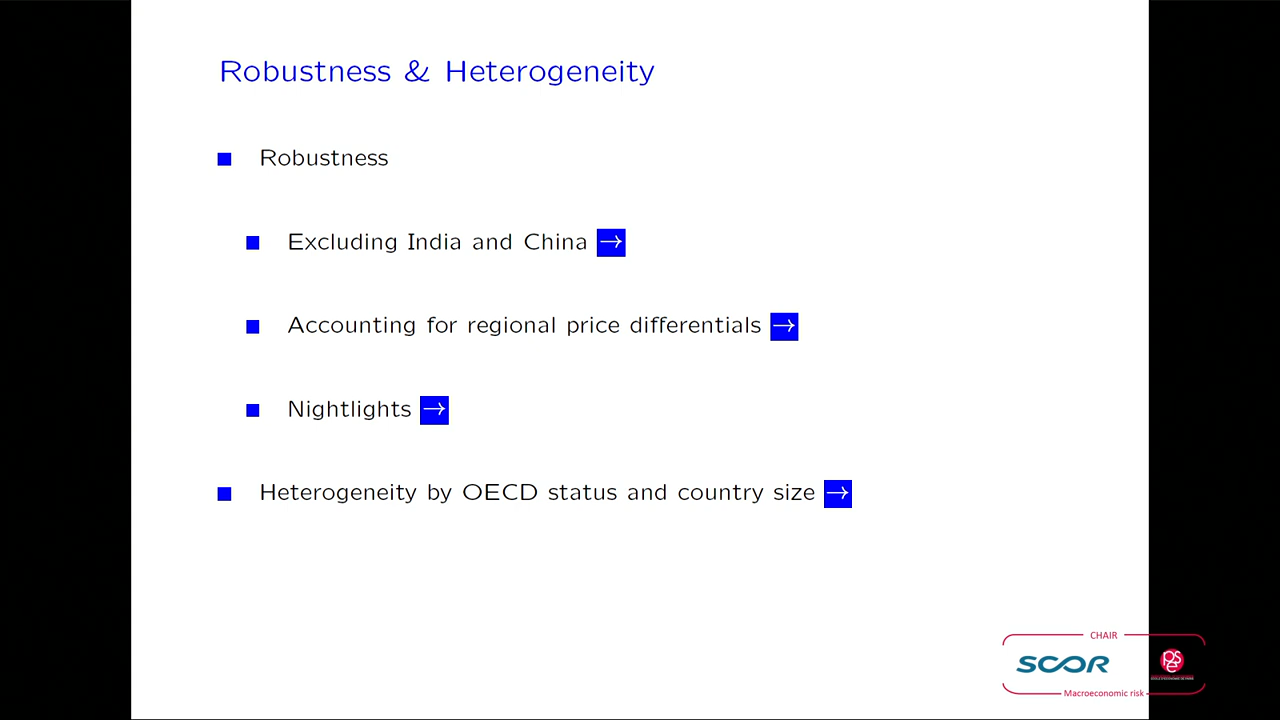 Robustness & Heterogeneity
Robustness
Excluding India and China →
Accounting for regional price differentials →
Nightlights →
Heterogeneity by OECD status and country size →
CHAIR
SCOR
pse
Macroeconomic risk